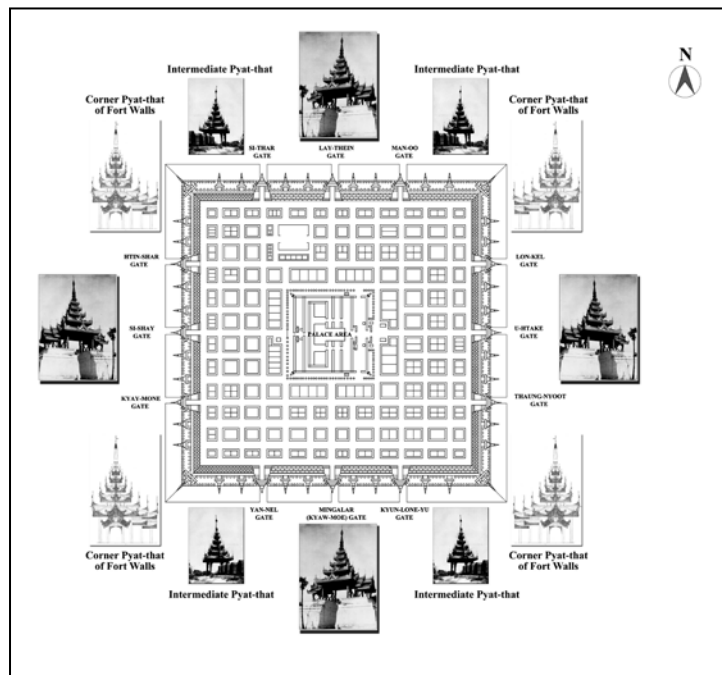 N
Intermediate Pyat-that
Intermediate Pyat-that
Corner Pyat-that
of Fort Walls
Corner Pyat-that
of Fort Walls
SI-THAR
GATE
LAY-THEIN
GATE
MAN-OO
GATE
HTIN-SHAR
GATE
LON-KEL
GATE
SI-SHAY
GATE
PALACE AREA
U-HTAKE
GATE
KYAY-MONE
GATE
THAUNG-NYOOT
GATE
YAN-NEL
GATE
MINGALAR
(KYAW-MOE) GATE
KYUN-LONE-YU
GATE
Corner Pyat-that
of Fort Walls
Corner Pyat-that
of Fort Walls
Intermediate Pyat-that
Intermediate Pyat-that